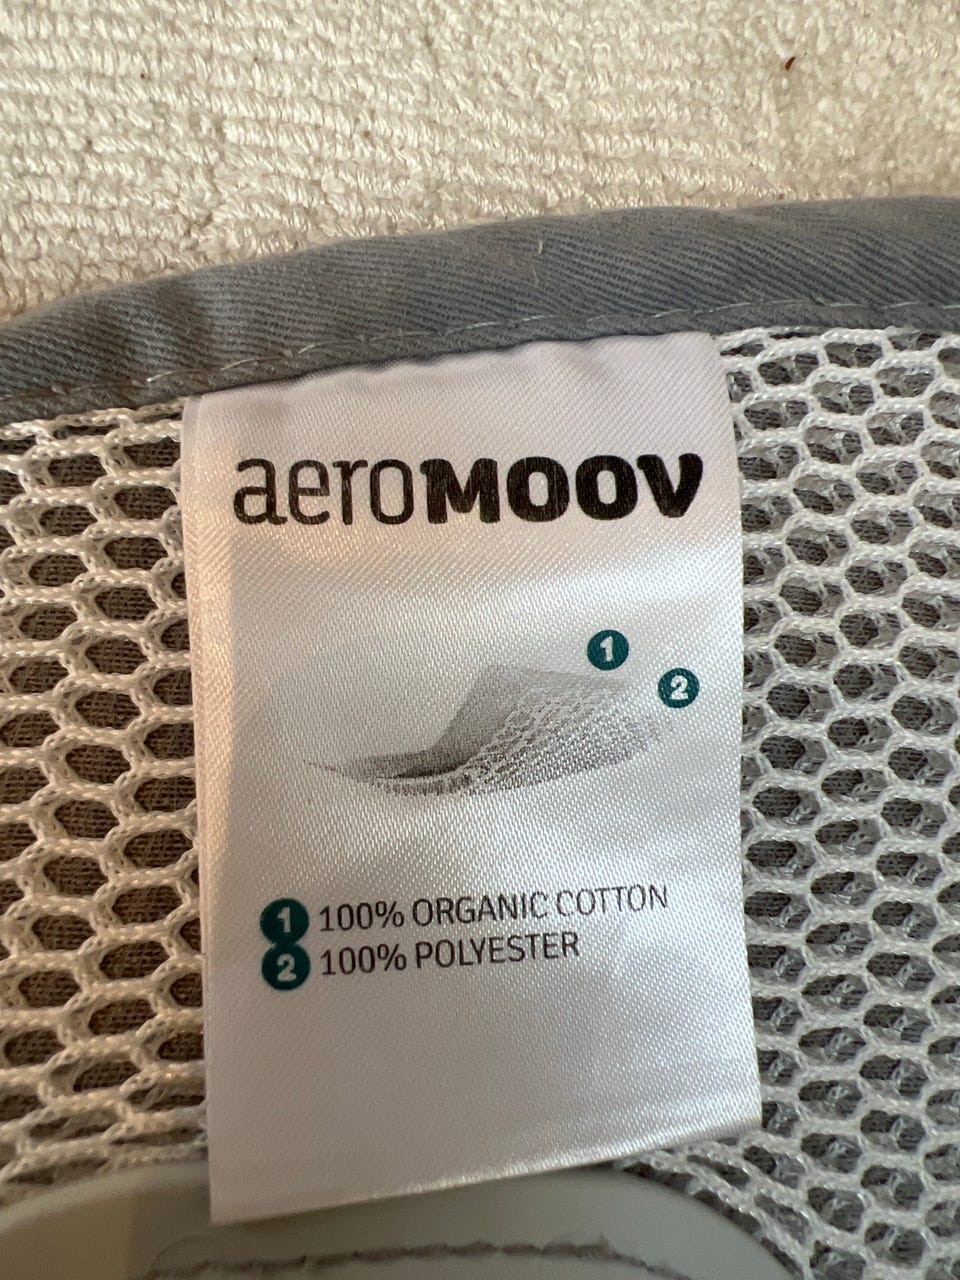 aeroMOOV
1
2
1 100% ORGANIC COTTON
2 100% POLYESTER